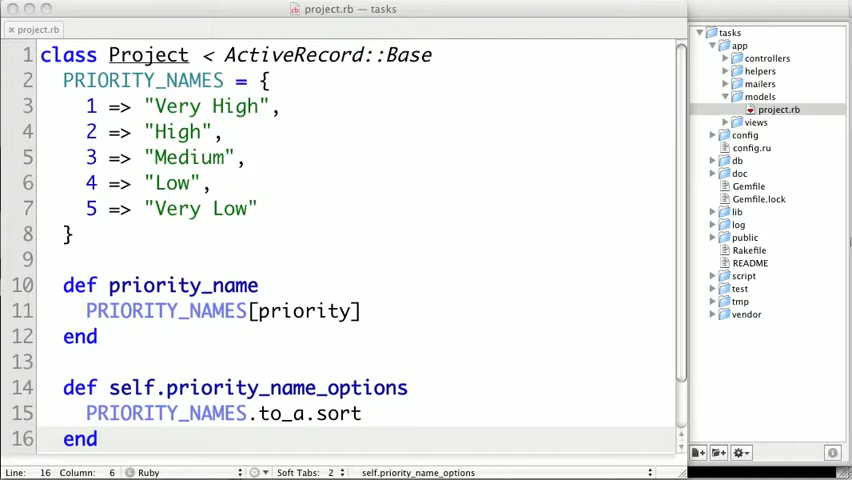 project.rb — tasks
project.rb
1 class Project < ActiveRecord::Base
2 PRIORITY_NAMES = {
3 1 => "Very High",
4 2 => "High",
5 3 => "Medium",
6 4 => "Low",
7 5 => "Very Low"
8 }
9
10 def priority_name
11 PRIORITY_NAMES[priority]
12 end
13
14 def self.priority_name_options
15 PRIORITY_NAMES.to_a.sort
16 end
Line: 16 Column: 6 Ruby Soft Tabs: 2 self.priority_name_options
tasks
app
controllers
helpers
mailers
models
project.rb
views
config
config.ru
db
doc
Gemfile
Gemfile.lock
lib
log
public
Rakefile
README
script
test
tmp
vendor